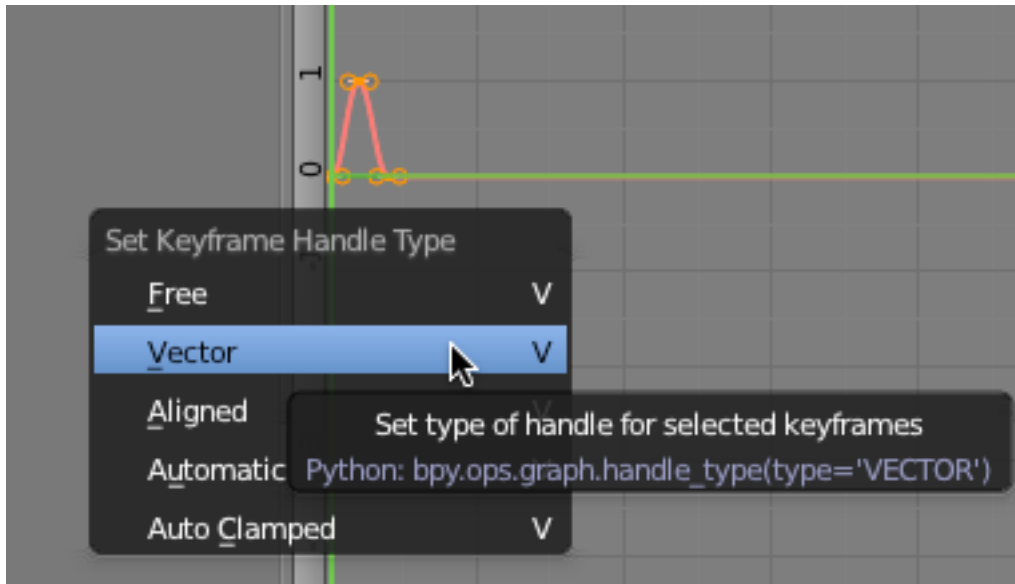 1
0
Set Keyframe Handle Type
Free V
Vector V
Aligned V
Automatic
Auto Clamped V
Set type of handle for selected keyframes
Python: bpy.ops.graph.handle_type(type='VECTOR')